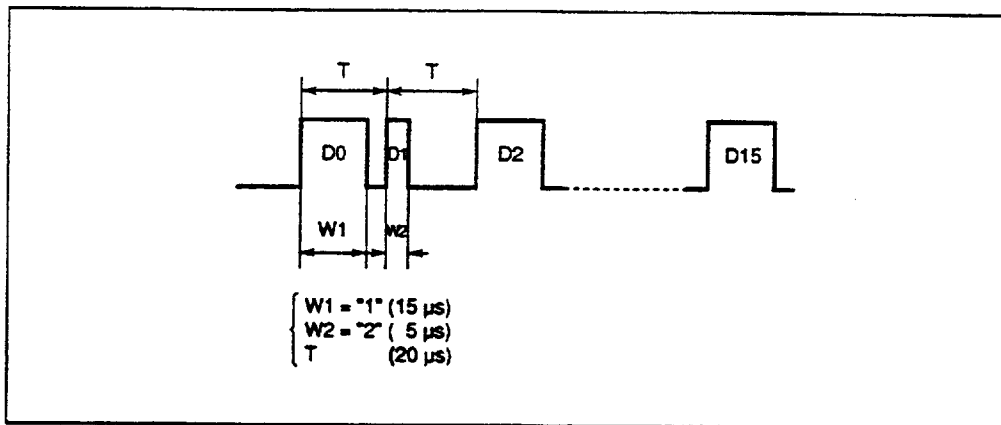 T T
D0 D1 D2 D15
W1 W2
W1 = "1" (15 µs)
W2 = "2" ( 5 µs)
T (20 µs)